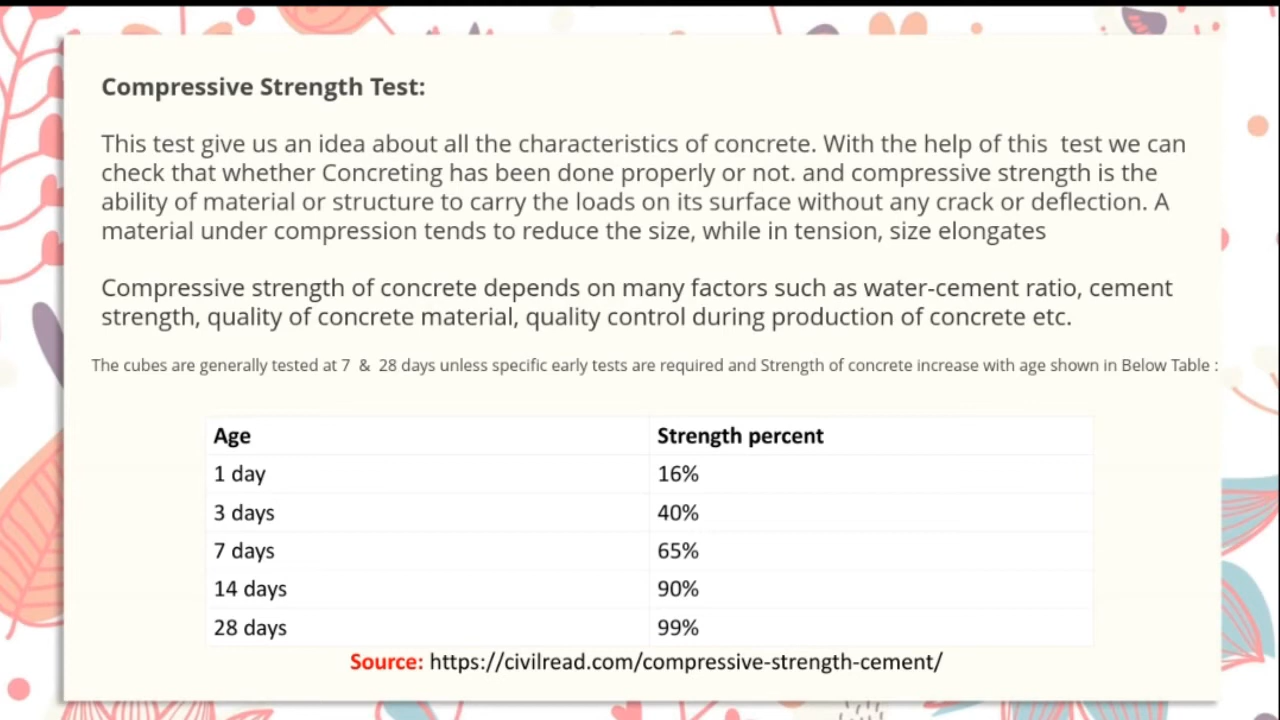 Compressive Strength Test:
This test give us an idea about all the characteristics of concrete. With the help of this  test we can
check that whether Concreting has been done properly or not. and compressive strength is the
ability of material or structure to carry the loads on its surface without any crack or deflection. A
material under compression tends to reduce the size, while in tension, size elongates
Compressive strength of concrete depends on many factors such as water-cement ratio, cement
strength, quality of concrete material, quality control during production of concrete etc.
The cubes are generally tested at 7  &  28 days unless specific early tests are required and Strength of concrete increase with age shown in Below Table :
Age Strength percent
1 day 16%
3 days 40%
7 days 65%
14 days 90%
28 days 99%
Source: https://civilread.com/compressive-strength-cement/